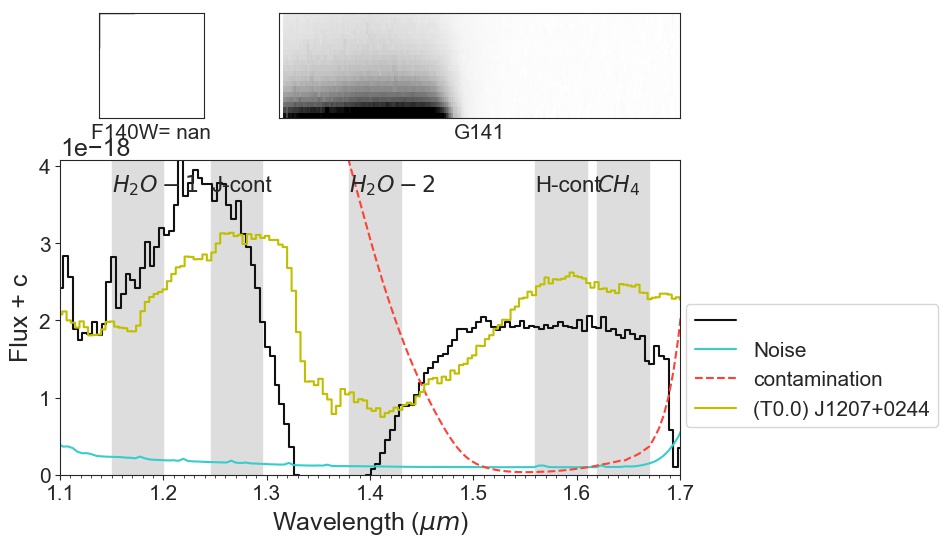 F140W= nan
G141
1e−18
H₂O − 1
J-cont
H₂O − 2
H-cont
CH₄
4
3
2
1
0
Flux + c
1.1 1.2 1.3 1.4 1.5 1.6 1.7
Wavelength (μm)
Noise
contamination
(T0.0) J1207+0244